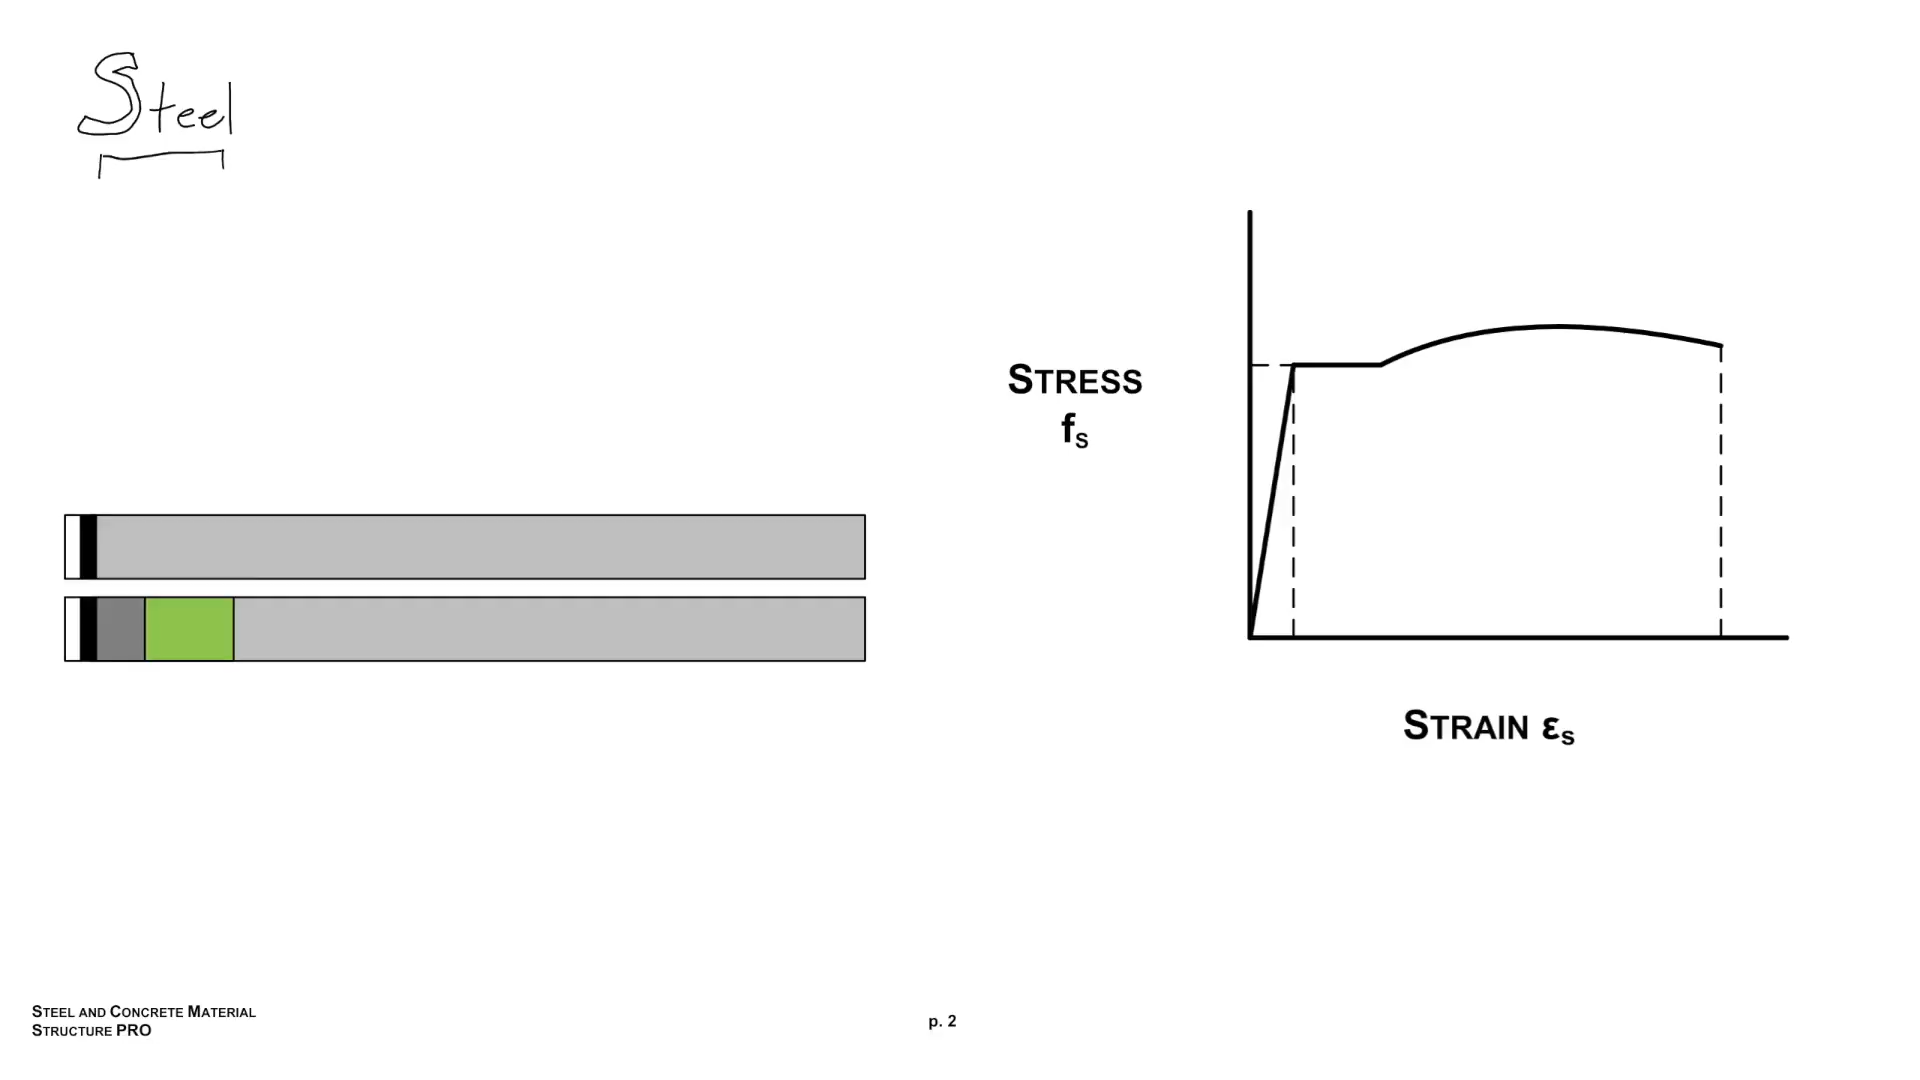 Steel
STRESS
fs
STRAIN εs
STEEL AND CONCRETE MATERIAL
STRUCTURE PRO
p. 2